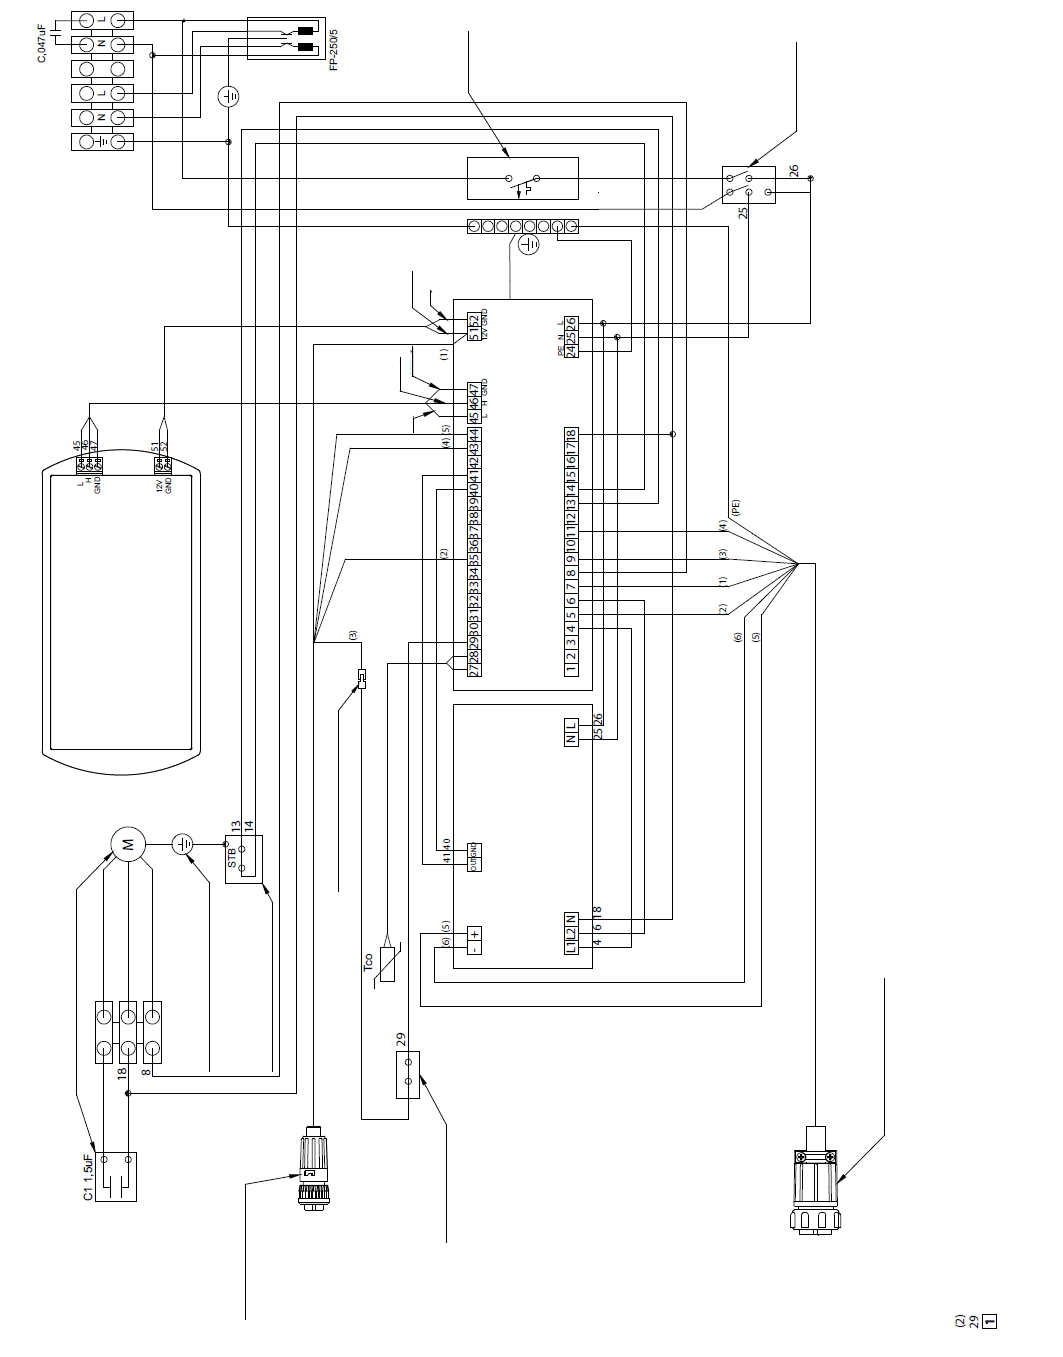 C,047uF
L
N
L
N
FP-250/5
26
25
52
51
GND
12V
(1)
L
N
PE
26
25
24
47
46
45
GND
H
L
(5)
(4)
44
43
42
41
40
39
38
37
36
35
34
33
32
31
30
29
28
27
(2)
18
17
16
15
14
13
12
11
10
9
8
7
6
5
4
3
2
1
(PE)
(4)
(3)
(1)
(2)
(6)
(5)
45
46
47
L
H
GND
51
52
12V
GND
(3)
L
N
26
25
40
41
GND
OUT
(5)
(6)
+
-
N
L2
L1
18
6
4
M
13
14
STB
Tco
29
18
8
C1 1,5uF
(2)
29
1